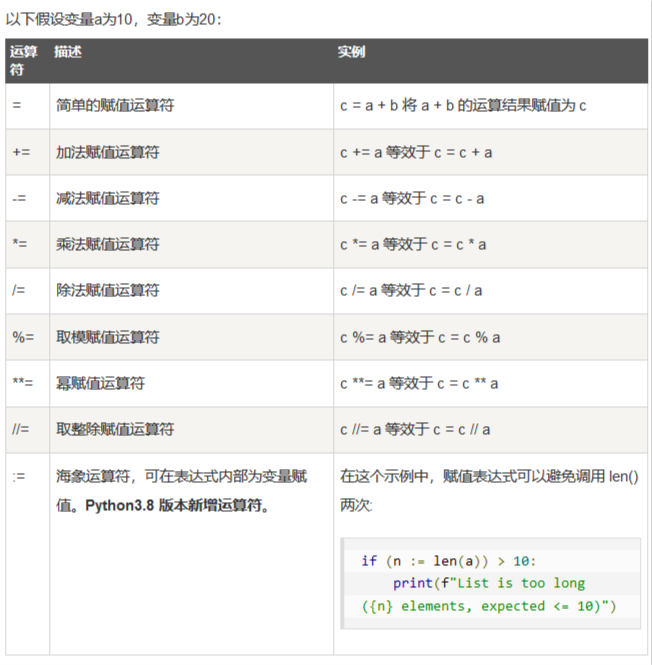 以下假设变量a为10，变量b为20：
运算
符
描述
实例
=
简单的赋值运算符
c = a + b 将 a + b 的运算结果赋值为 c
+=
加法赋值运算符
c += a 等效于 c = c + a
-=
减法赋值运算符
c -= a 等效于 c = c - a
*=
乘法赋值运算符
c *= a 等效于 c = c * a
/=
除法赋值运算符
c /= a 等效于 c = c / a
%=
取模赋值运算符
c %= a 等效于 c = c % a
**=
幂赋值运算符
c **= a 等效于 c = c ** a
//=
取整除赋值运算符
c //= a 等效于 c = c // a
:=
海象运算符，可在表达式内部为变量赋
值。Python3.8 版本新增运算符。
在这个示例中，赋值表达式可以避免调用 len()
两次:
if (n := len(a)) > 10:
print(f"List is too long
({n} elements, expected <= 10)")